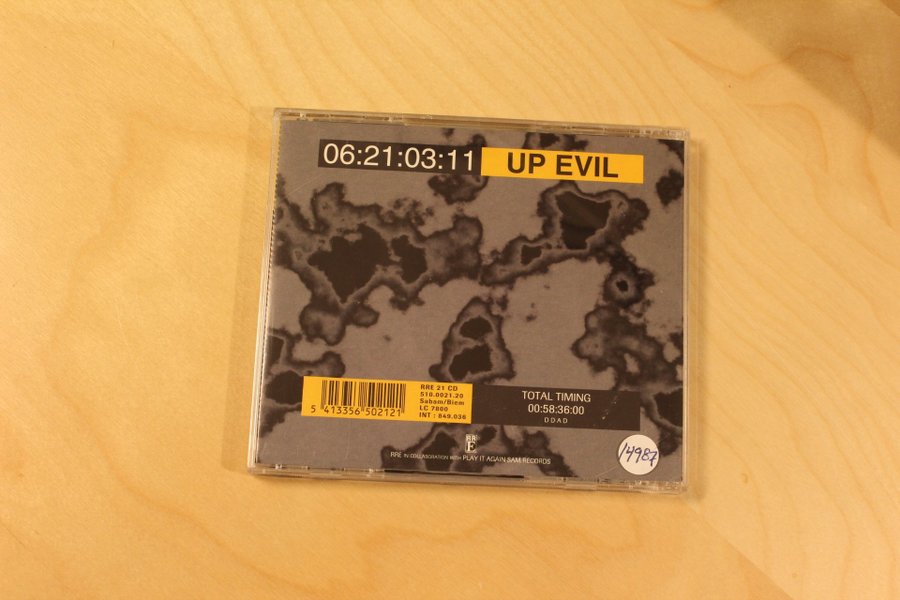 06:21:03:11 UP EVIL
RRE 21 CD
510.0021.20
Sabam/Biem
LC 7800
INT : 849.036
5 413356 502121
TOTAL TIMING
00:58:36:00
DDAD
RRE
RRE IN COLLABORATION WITH PLAY IT AGAIN SAM RECORDS
14987